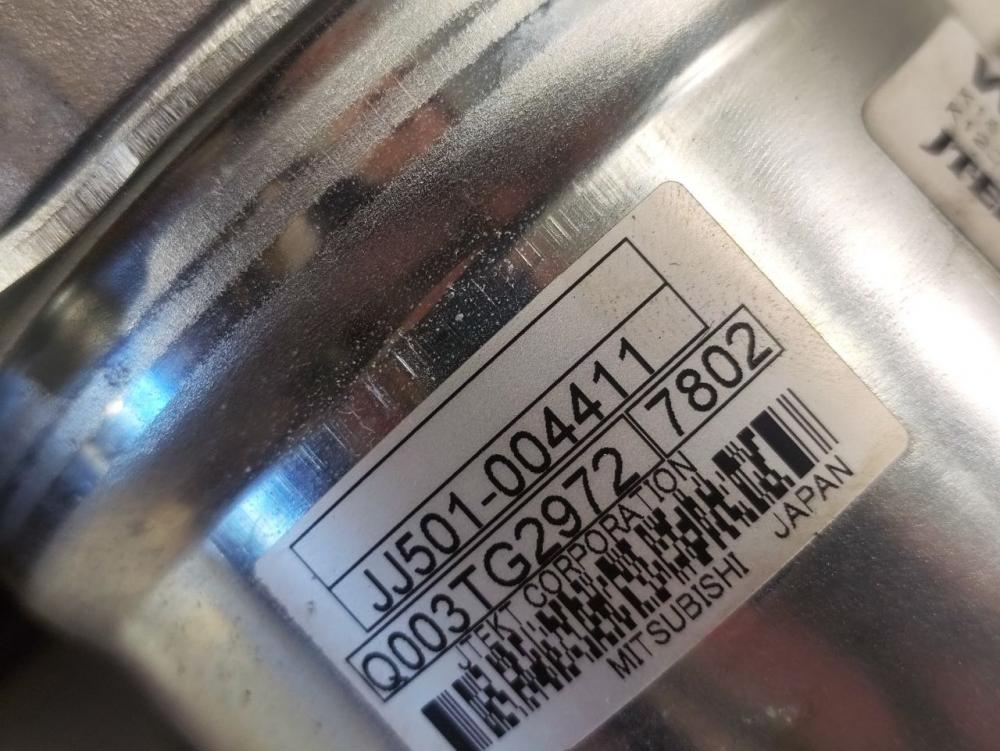 JJ501-004411
Q003TG2972 7802
JTEKT CORPORATION
MITSUBISHI JAPAN